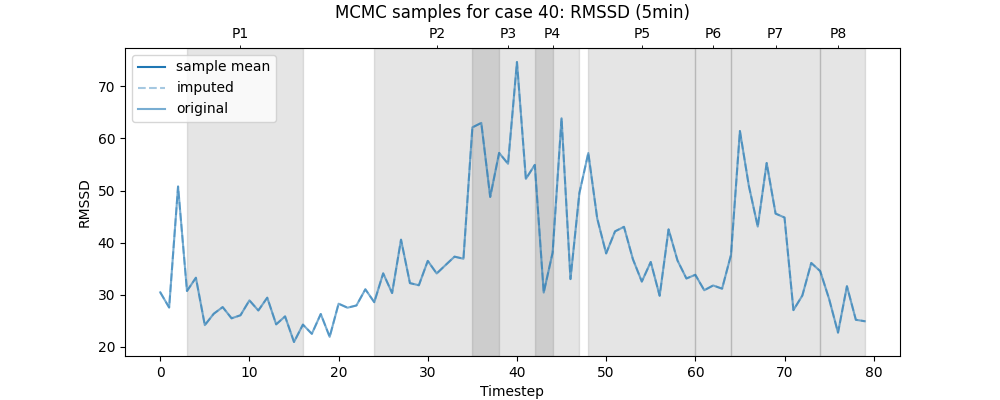 MCMC samples for case 40: RMSSD (5min)
P1 P2 P3 P4 P5 P6 P7 P8
sample mean
imputed
original
70
60
50
40
30
20
RMSSD
0 10 20 30 40 50 60 70 80
Timestep